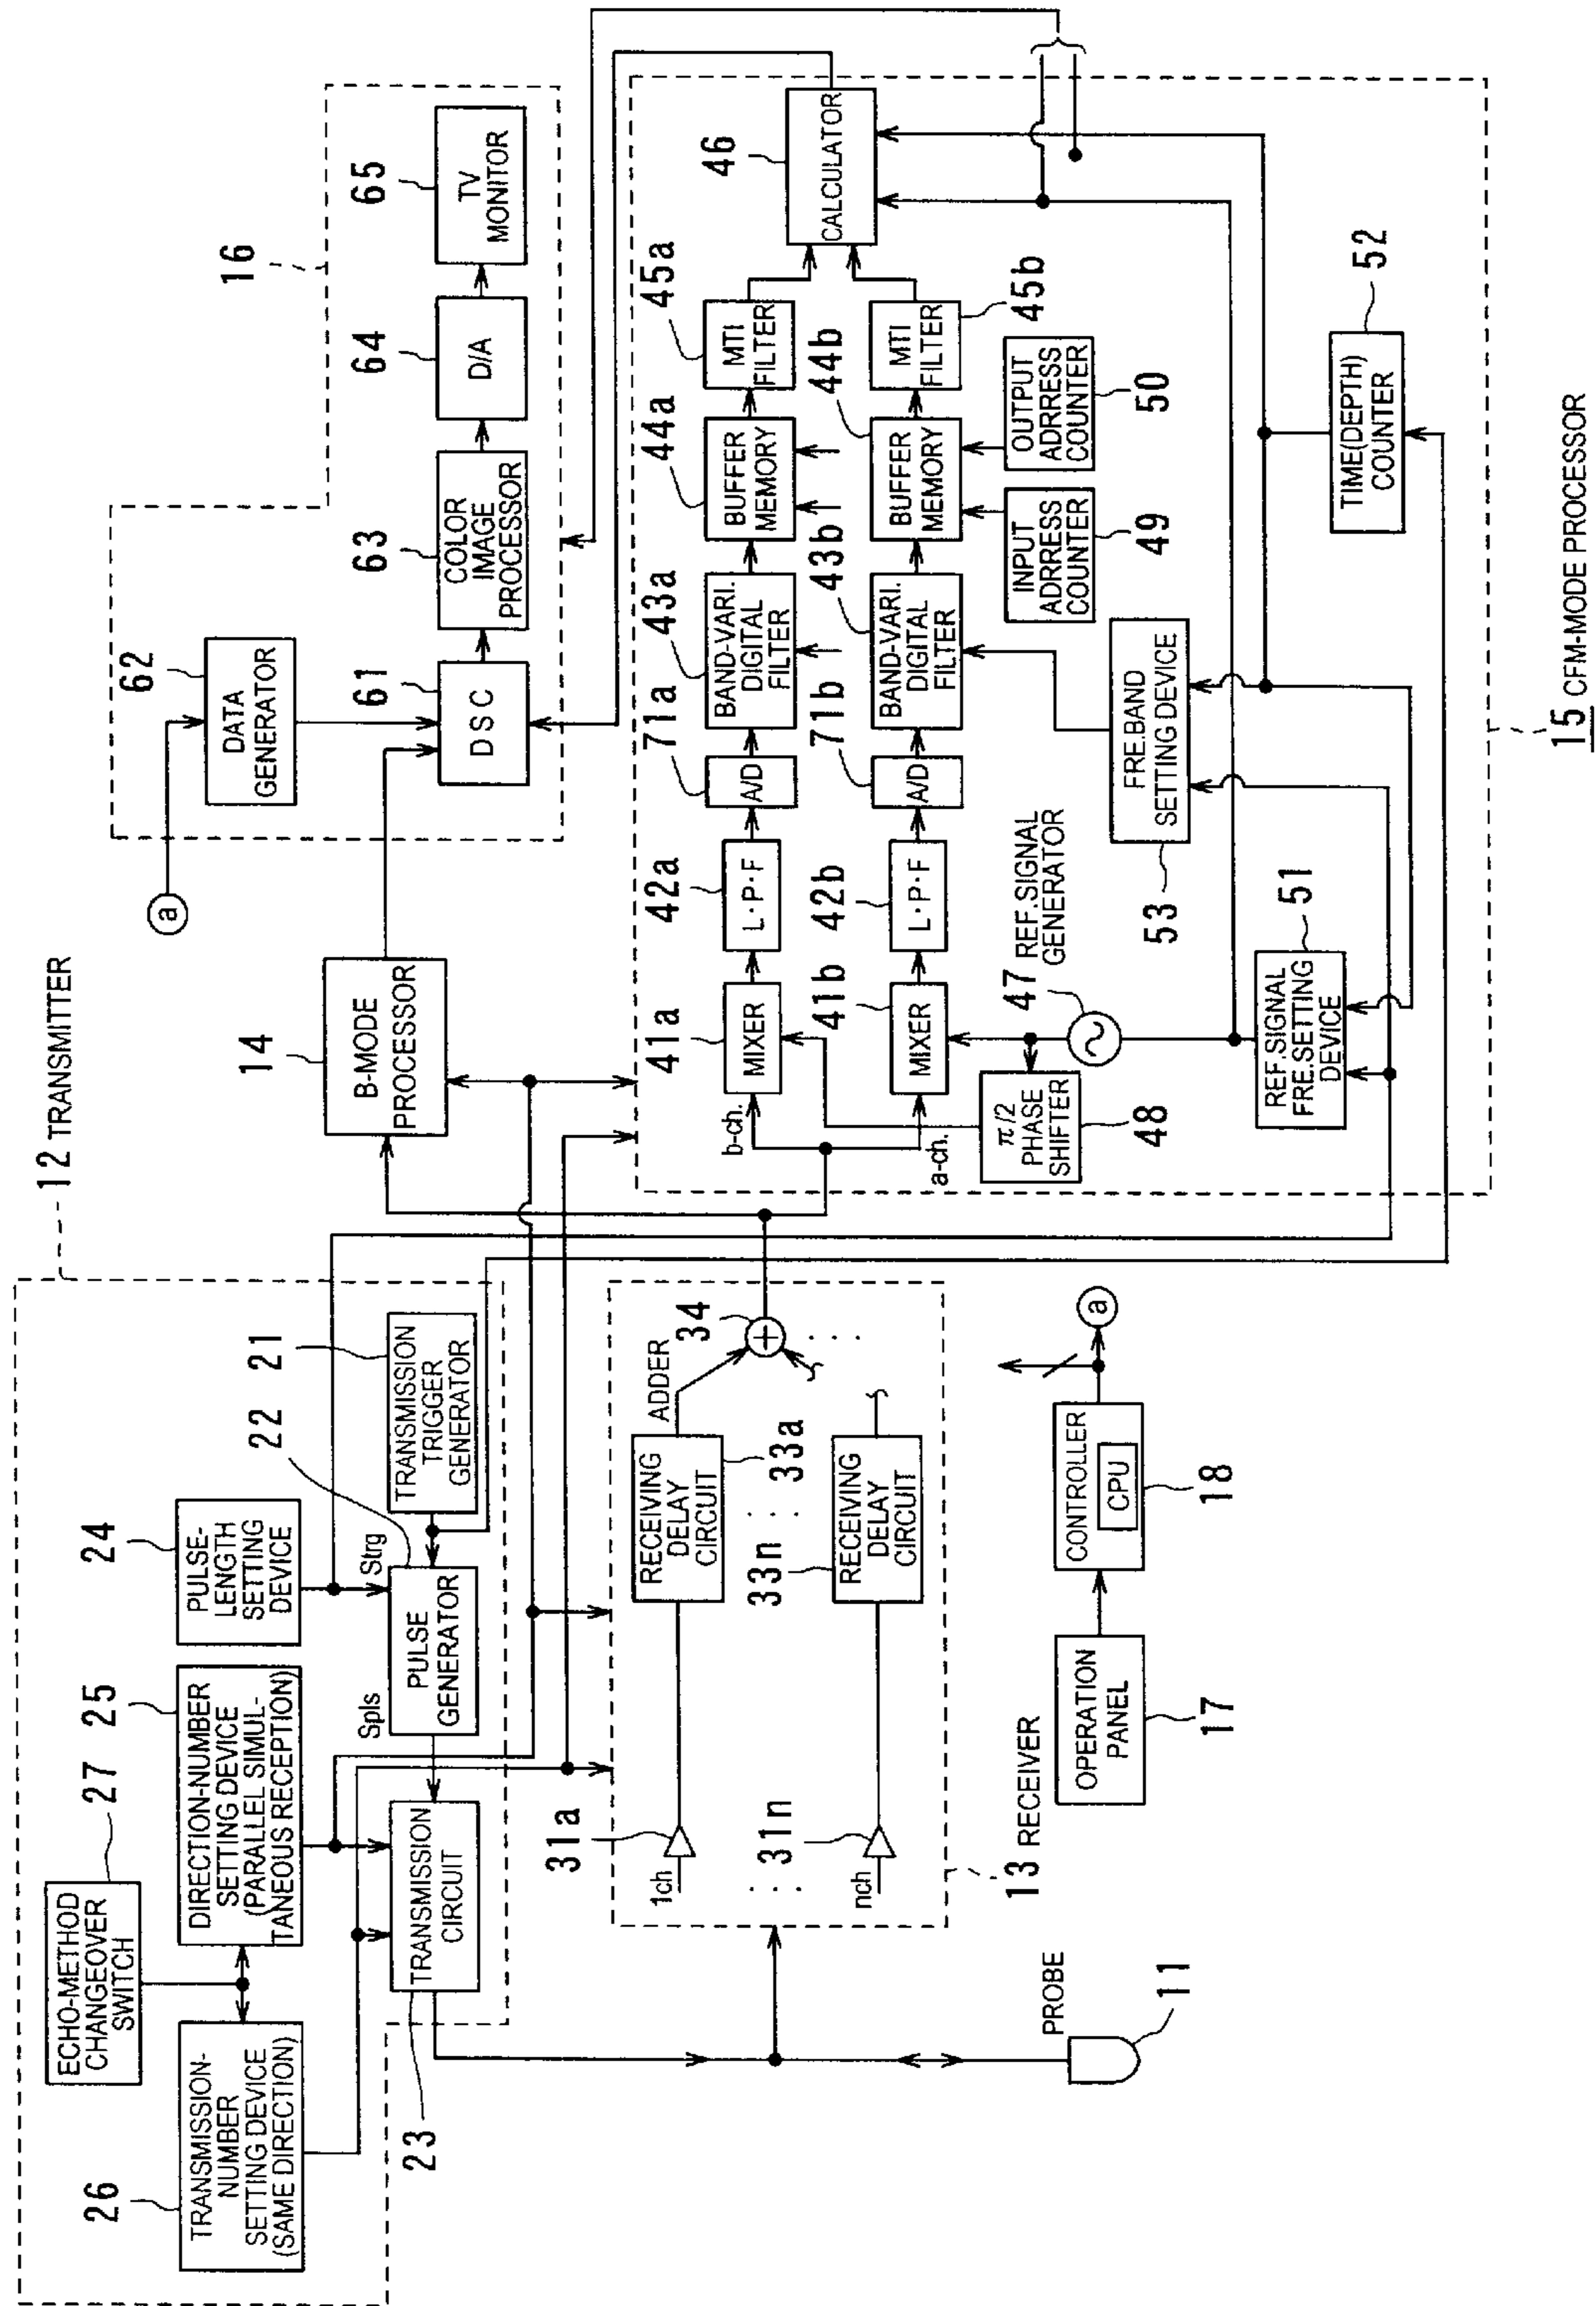 12 TRANSMITTER
27
ECHO-METHOD
CHANGEOVER
SWITCH
26
TRANSMISSION-
NUMBER
SETTING DEVICE
(SAME DIRECTION)
25
DIRECTION-NUMBER
SETTING DEVICE
(PARALLEL SIMUL-
TANEOUS RECEPTION)
24
PULSE-
LENGTH
SETTING
DEVICE
23
TRANSMISSION
CIRCUIT
Spls
22
PULSE
GENERATOR
Strg
21
TRANSMISSION
TRIGGER
GENERATOR
14
B-MODE
PROCESSOR
a
62
DATA
GENERATOR
16
61
DSC
63
COLOR
IMAGE
PROCESSOR
64
D/A
65
TV
MONITOR
PROBE
11
13 RECEIVER
31a
1ch
31n
nch
RECEIVING
DELAY
CIRCUIT
33a
33n
RECEIVING
DELAY
CIRCUIT
ADDER
34
+
OPERATION
PANEL
17
CONTROLLER
CPU
18
a
b-ch.
a-ch.
41a
MIXER
42a
L·P·F
71a
A/D
43a
BAND-VARI.
DIGITAL
FILTER
44a
BUFFER
MEMORY
45a
MTI
FILTER
46
CALCULATOR
41b
MIXER
42b
L·P·F
71b
A/D
43b
BAND-VARI.
DIGITAL
FILTER
44b
BUFFER
MEMORY
45b
MTI
FILTER
π/2
PHASE
SHIFTER
48
47 REF.SIGNAL
GENERATOR
INPUT
ADRRESS
COUNTER
49
OUTPUT
ADRRESS
COUNTER
50
REF.SIGNAL
FRE.SETTING
DEVICE
51
53
FRE.BAND
SETTING DEVICE
52
TIME(DEPTH)
COUNTER
15 CFM-MODE PROCESSOR